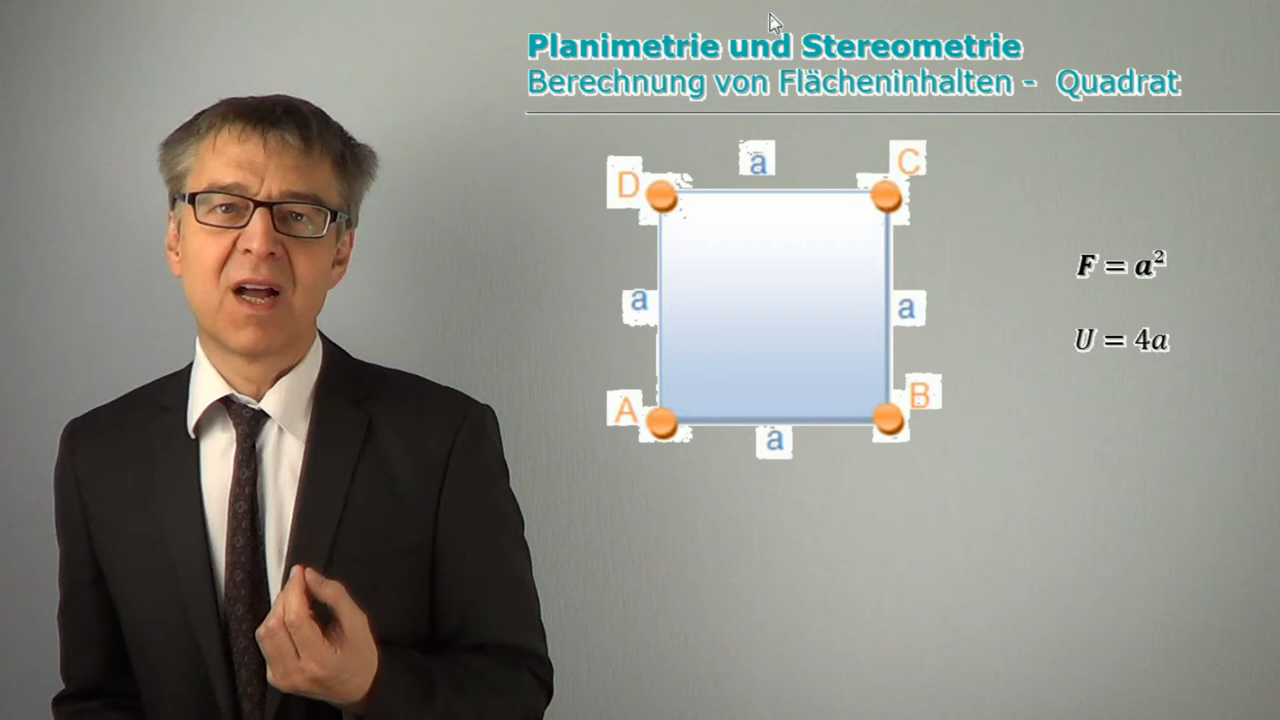 Planimetrie und Stereometrie
Berechnung von Flächeninhalten - Quadrat
a
D
C
a
a
A
B
a
F = a²
U = 4a